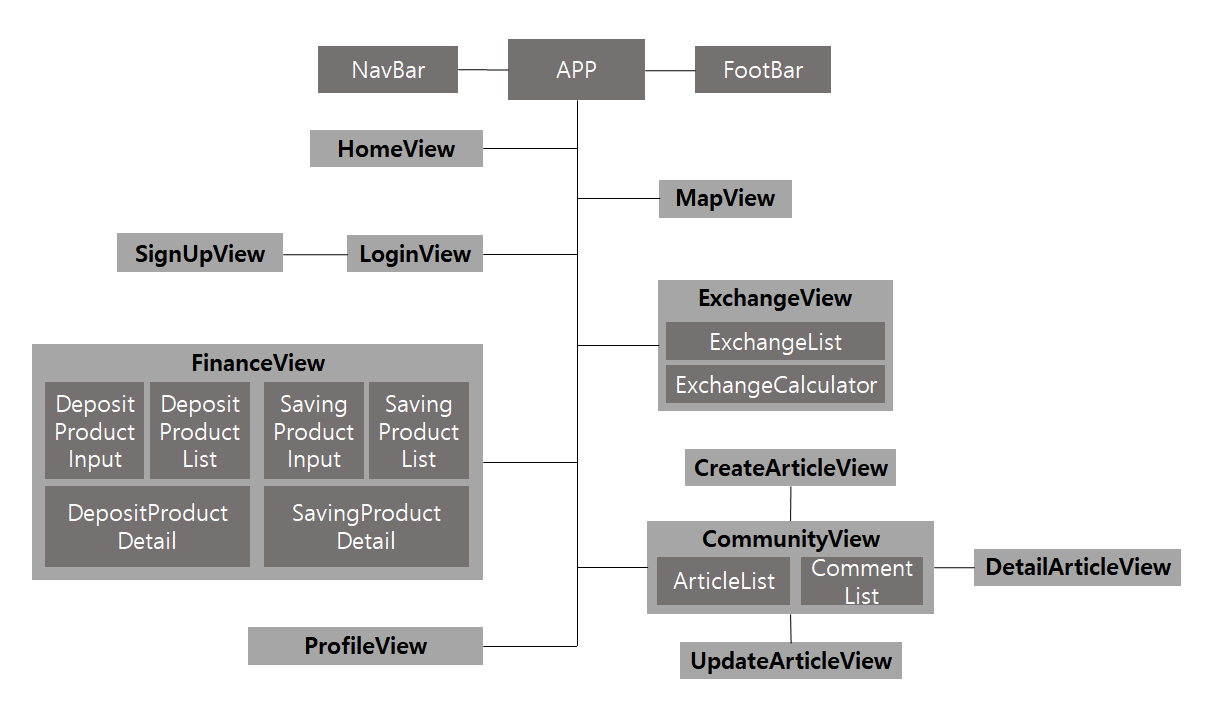 NavBar
APP
FootBar
HomeView
MapView
SignUpView
LoginView
ExchangeView
ExchangeList
ExchangeCalculator
FinanceView
Deposit
Product
Input
Deposit
Product
List
Saving
Product
Input
Saving
Product
List
DepositProduct
Detail
SavingProduct
Detail
CreateArticleView
CommunityView
ArticleList
Comment
List
DetailArticleView
ProfileView
UpdateArticleView